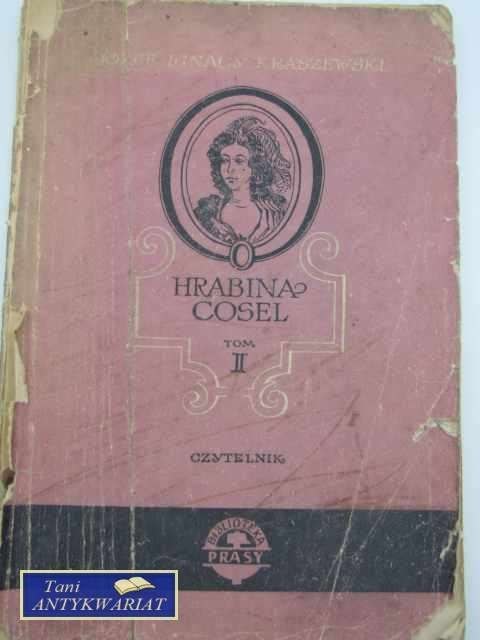 JÓZEF IGNACY KRASZEWSKI
HRABINA
COSEL
TOM
II
CZYTELNIK
BIBLIOTEKA
PRASY
Tani
ANTYKWARIAT